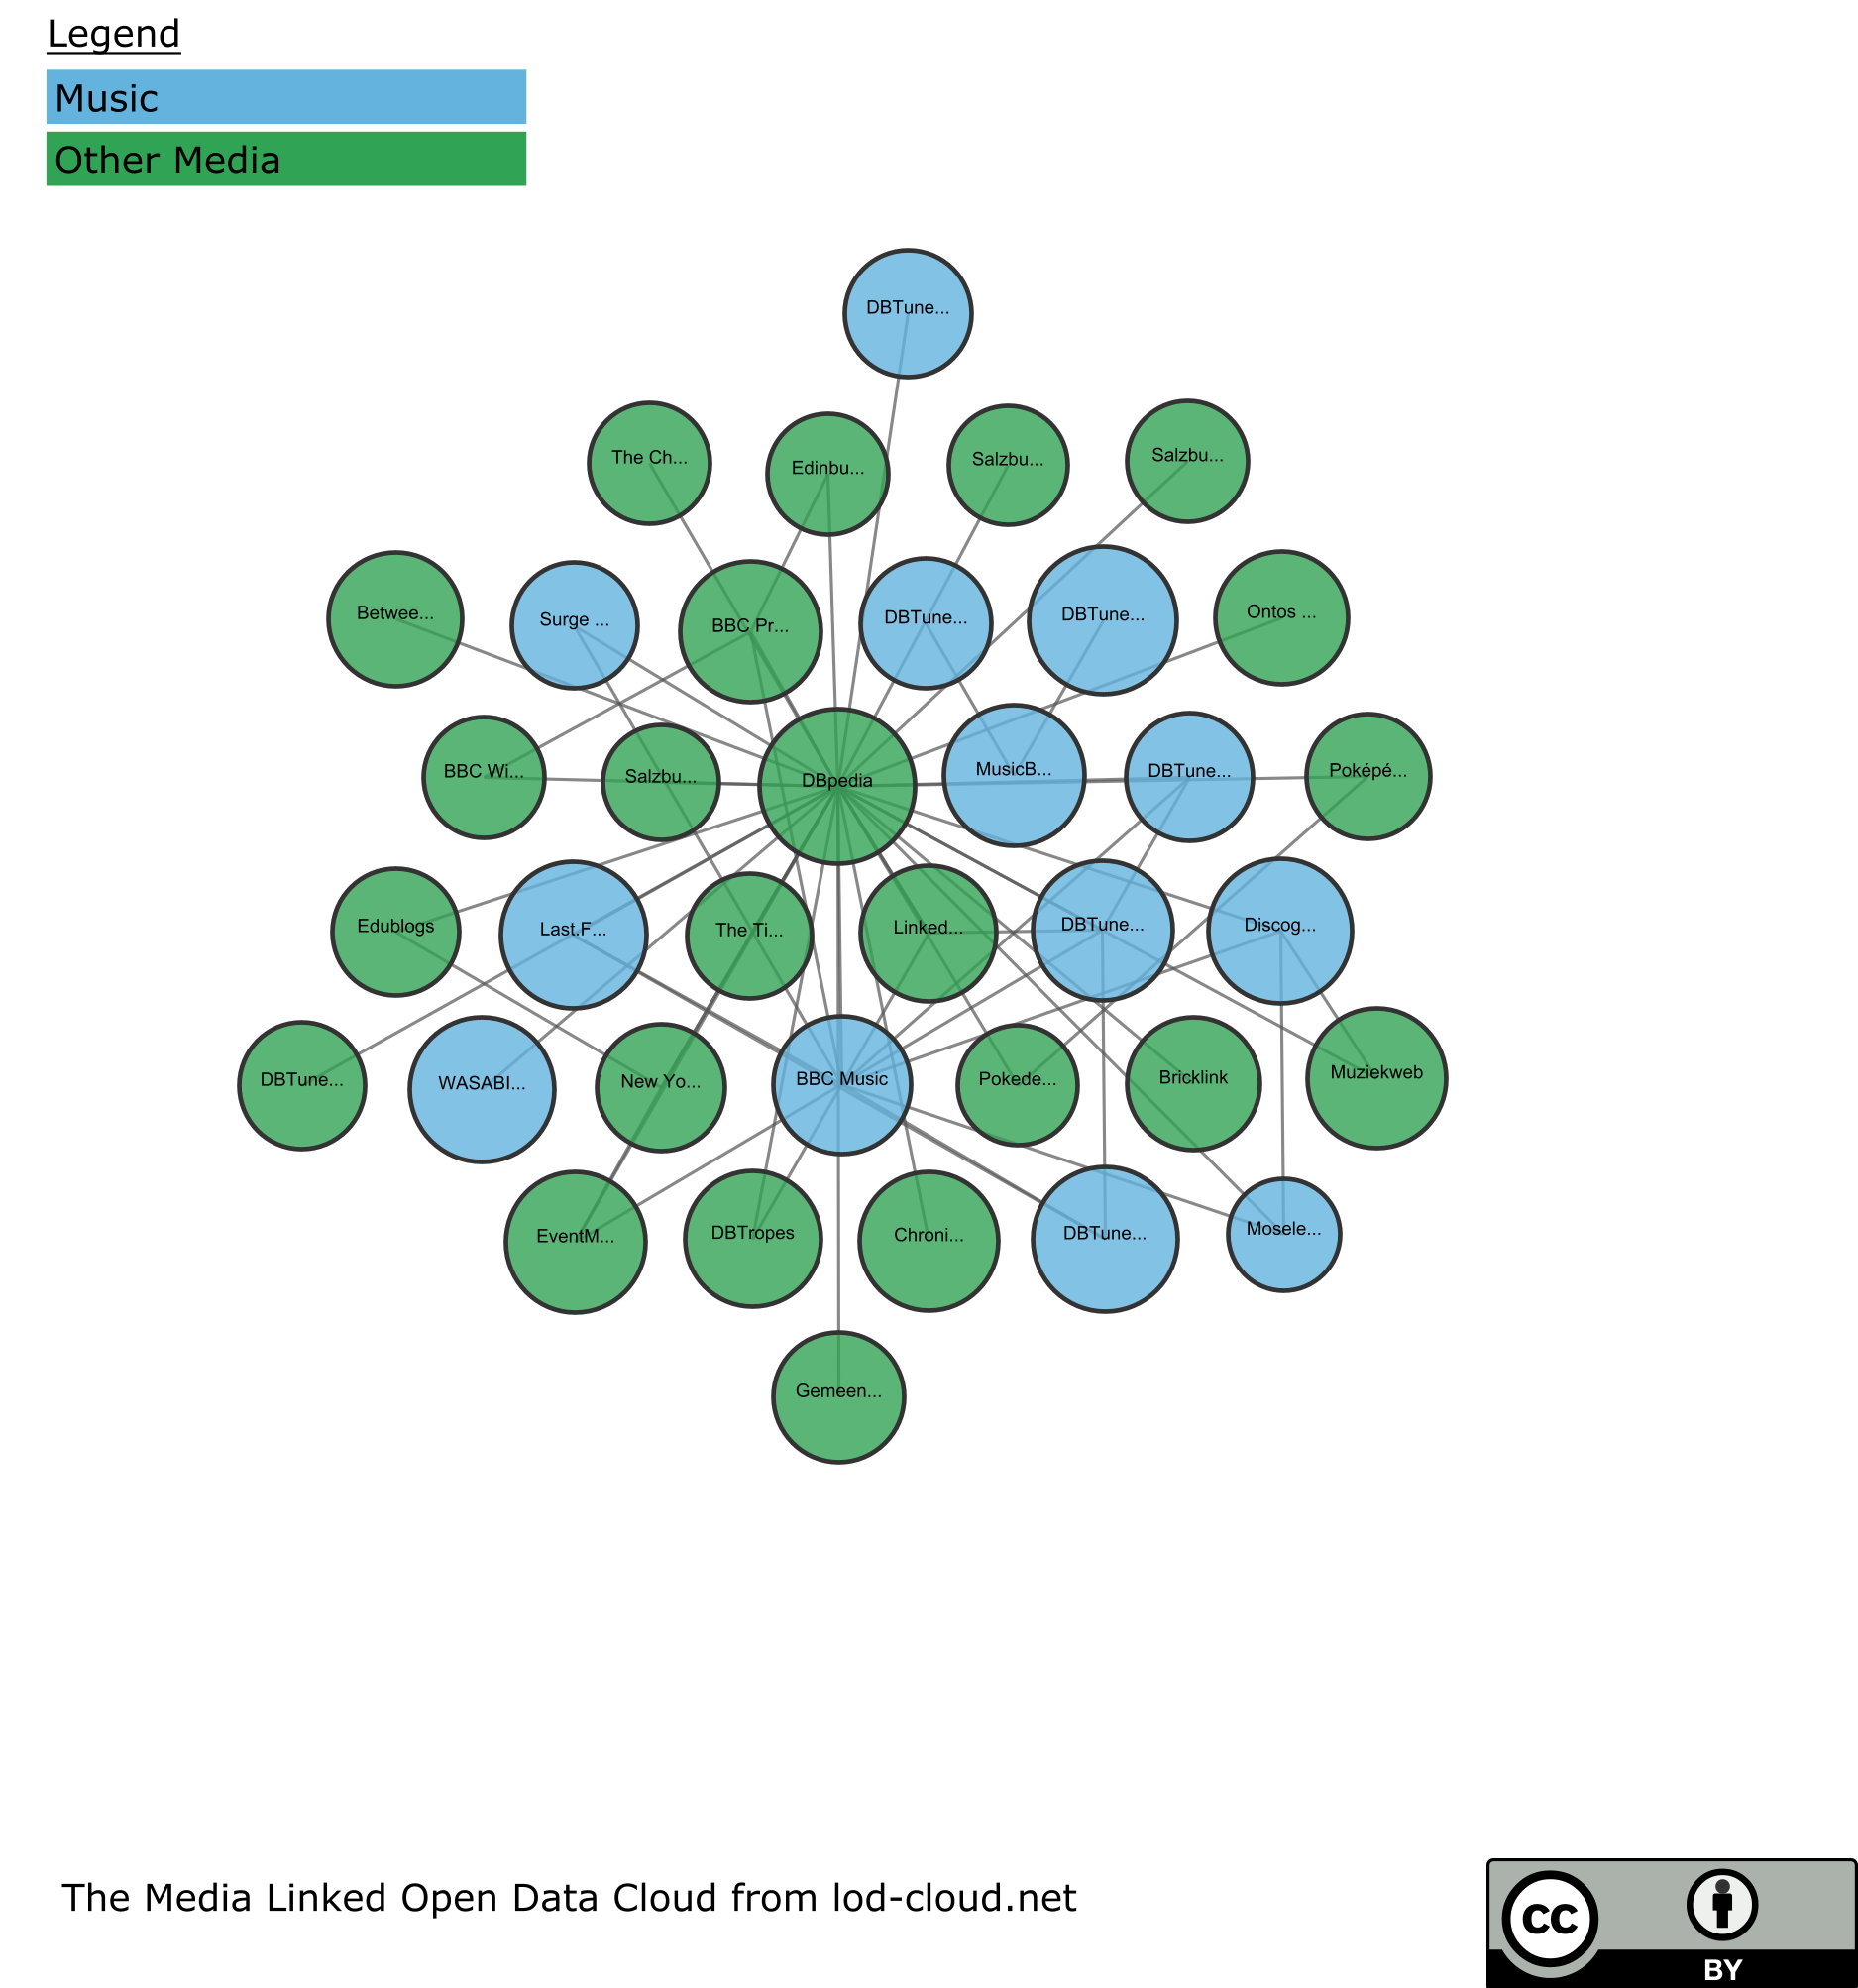 Legend
Music
Other Media
DBTune...
The Ch...
Edinbu...
Salzbu...
Salzbu...
Betwee...
Surge ...
BBC Pr...
DBTune...
DBTune...
Ontos ...
BBC Wi...
Salzbu...
DBpedia
MusicB...
DBTune...
Poképé...
Edublogs
Last.F...
The Ti...
Linked...
DBTune...
Discog...
DBTune...
WASABI...
New Yo...
BBC Music
Pokede...
Bricklink
Muziekweb
EventM...
DBTropes
Chroni...
DBTune...
Mosele...
Gemeen...
The Media Linked Open Data Cloud from lod-cloud.net
cc
BY